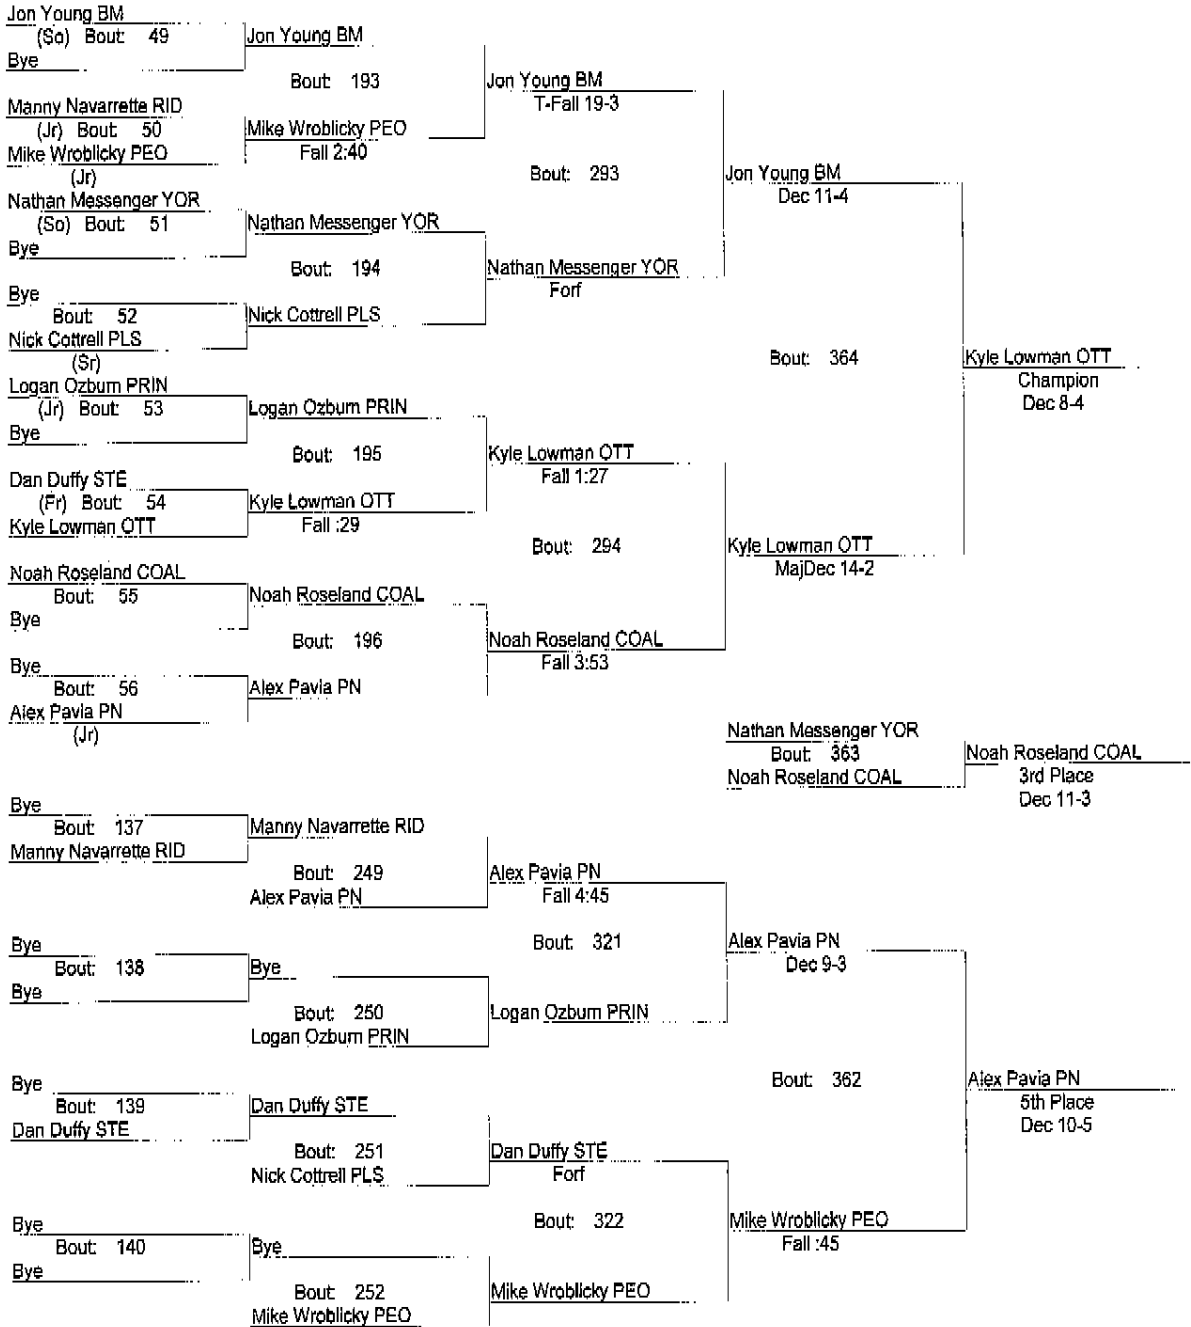 Jon Young BM
(So) Bout: 49
Bye
Jon Young BM
Bout: 193
Manny Navarrette RID
(Jr) Bout: 50
Mike Wroblicky PEO
(Jr)
Mike Wroblicky PEO
Fall 2:40
Jon Young BM
T-Fall 19-3
Bout: 293
Nathan Messenger YOR
(So) Bout: 51
Bye
Nathan Messenger YOR
Bout: 194
Bye
Bout: 52
Nick Cottrell PLS
(Sr)
Nick Cottrell PLS
Nathan Messenger YOR
Forf
Jon Young BM
Dec 11-4
Bout: 364
Logan Ozburn PRIN
(Jr) Bout: 53
Bye
Logan Ozburn PRIN
Bout: 195
Dan Duffy STE
(Fr) Bout: 54
Kyle Lowman OTT
Kyle Lowman OTT
Fall :29
Kyle Lowman OTT
Fall 1:27
Bout: 294
Noah Roseland COAL
Bout: 55
Bye
Noah Roseland COAL
Bout: 196
Bye
Bout: 56
Alex Pavia PN
(Jr)
Alex Pavia PN
Noah Roseland COAL
Fall 3:53
Kyle Lowman OTT
MajDec 14-2
Kyle Lowman OTT
Champion
Dec 8-4
Nathan Messenger YOR
Bout: 363
Noah Roseland COAL
Noah Roseland COAL
3rd Place
Dec 11-3
Bye
Bout: 137
Manny Navarrette RID
Manny Navarrette RID
Bout: 249
Alex Pavia PN
Alex Pavia PN
Fall 4:45
Bout: 321
Bye
Bout: 138
Bye
Bye
Bout: 250
Logan Ozburn PRIN
Logan Ozburn PRIN
Alex Pavia PN
Dec 9-3
Bout: 362
Bye
Bout: 139
Dan Duffy STE
Dan Duffy STE
Bout: 251
Nick Cottrell PLS
Dan Duffy STE
Forf
Bout: 322
Bye
Bout: 140
Bye
Bye
Bout: 252
Mike Wroblicky PEO
Mike Wroblicky PEO
Mike Wroblicky PEO
Fall :45
Alex Pavia PN
5th Place
Dec 10-5